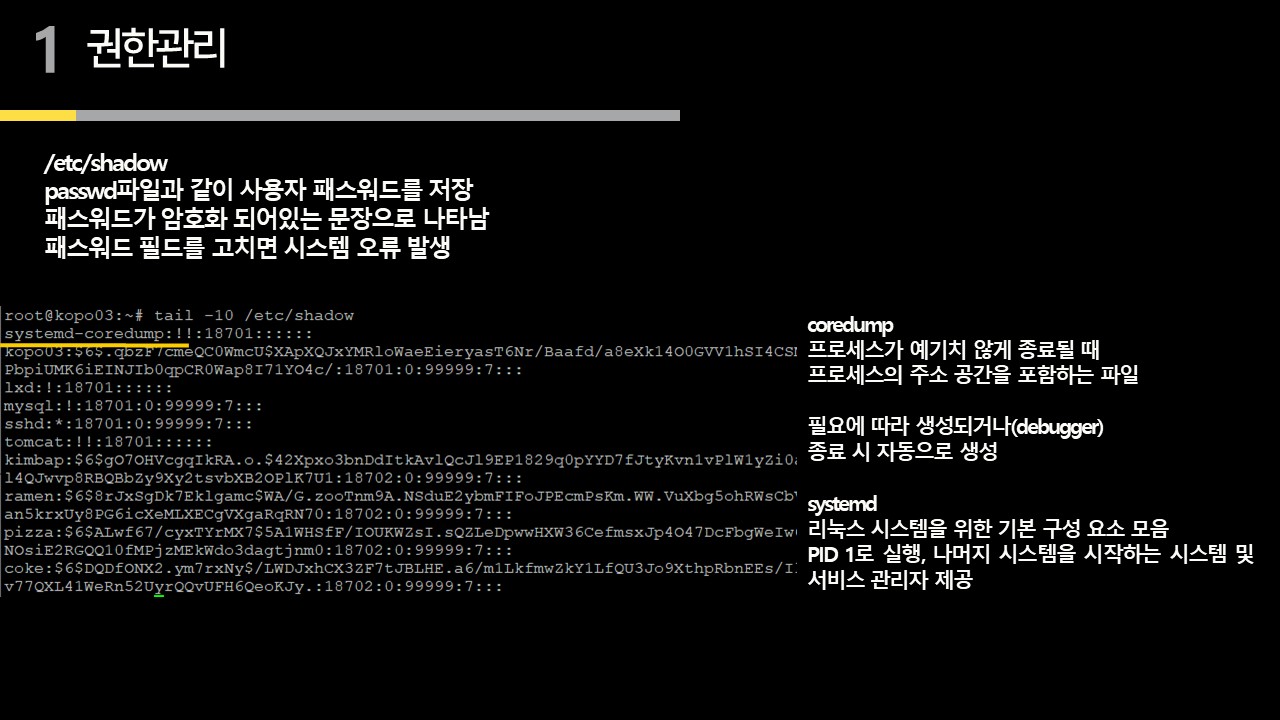 1 권한관리
/etc/shadow
passwd파일과 같이 사용자 패스워드를 저장
패스워드가 암호화 되어있는 문장으로 나타남
패스워드 필드를 고치면 시스템 오류 발생
root@kopo03:~# tail -10 /etc/shadow
systemd-coredump:!!:18701::::::
kopo03:$6$.qbzF7cmeQC0WmcU$XApXQJxYMRloWaeEieryasT6Nr/Baafd/a8eXk14O0GVV1hSI4CS
PbpiUMK6iEINJIb0qpCR0Wap8I71YO4c/:18701:0:99999:7:::
lxd:!:18701::::::
mysql:!:18701:0:99999:7:::
sshd:*:18701:0:99999:7:::
tomcat:!!:18701::::::
kimbap:$6$gO7OHVcgqIkRA.o.$42Xpxo3bnDdItkAvlQcJl9EP1829q0pYYD7fJtyKvn1vPlW1yZi0
l4QJwvp8RBQBbZy9Xy2tsvbXB2OPlK7U1:18702:0:99999:7:::
ramen:$6$8rJxSgDk7Eklgamc$WA/G.zooTnm9A.NSduE2ybmFIFoJPEcmPsKm.WW.VuXbg5ohRWsCb
an5krxUy8PG6icXeMLXECgVXgaRqRN70:18702:0:99999:7:::
pizza:$6$ALwf67/cyxTYrMX7$5A1WHSfF/IOUKWZsI.sQZLeDpwwHXW36CefmsxJp4O47DcFbgWeIw
NOsiE2RGQQ10fMPjzMEkWdo3dagtjnm0:18702:0:99999:7:::
coke:$6$DQDfONX2.ym7rxNy$/LWDJxhCX3ZF7tJBLHE.a6/m1LkfmwZkY1LfQU3Jo9XthpRbnEEs/I
v77QXL41WeRn52UyrQQvUFH6QeoKJy.:18702:0:99999:7:::
coredump
프로세스가 예기치 않게 종료될 때
프로세스의 주소 공간을 포함하는 파일
필요에 따라 생성되거나(debugger)
종료 시 자동으로 생성
systemd
리눅스 시스템을 위한 기본 구성 요소 모음
PID 1로 실행, 나머지 시스템을 시작하는 시스템 및
서비스 관리자 제공